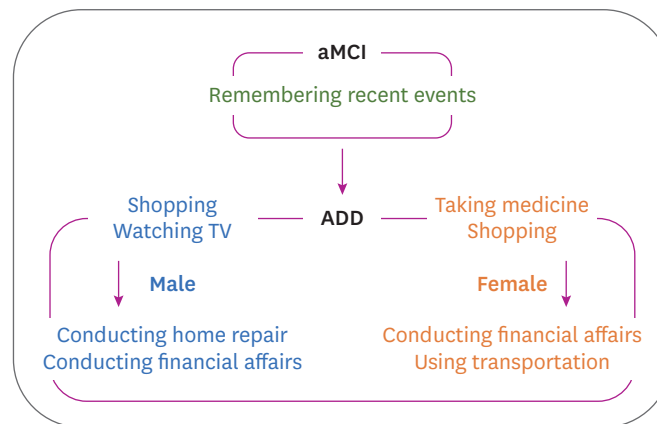 aMCI
Remembering recent events
Shopping
Watching TV
ADD
Taking medicine
Shopping
Male
Female
Conducting home repair
Conducting financial affairs
Conducting financial affairs
Using transportation